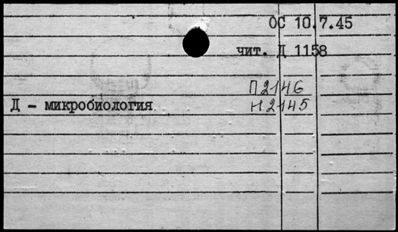 ОС 10.7.45
чит. Д 1158
П2146
Д - микробиология Н2145